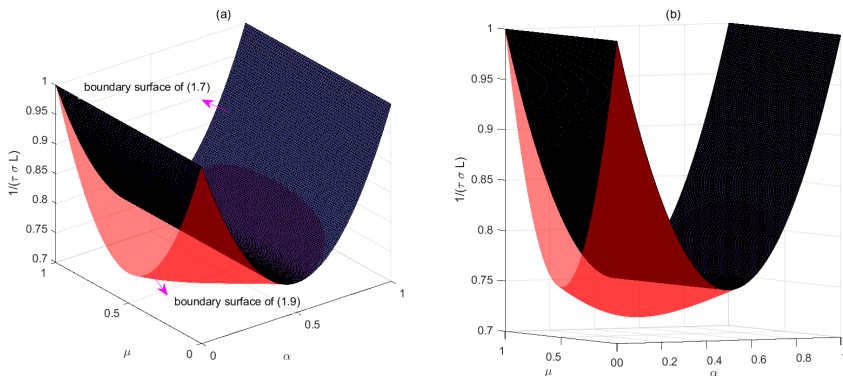 (a)
1
0.95
0.9
0.85
0.8
0.75
0.7
1/(τ σ L)
boundary surface of (1.7)
boundary surface of (1.9)
1
0.5
0
μ
0
0.5
1
α
(b)
1
0.95
0.9
0.85
0.8
0.75
0.7
1/(τ σ L)
1
0.5
0
μ
0
0.2
0.4
0.6
0.8
1
α